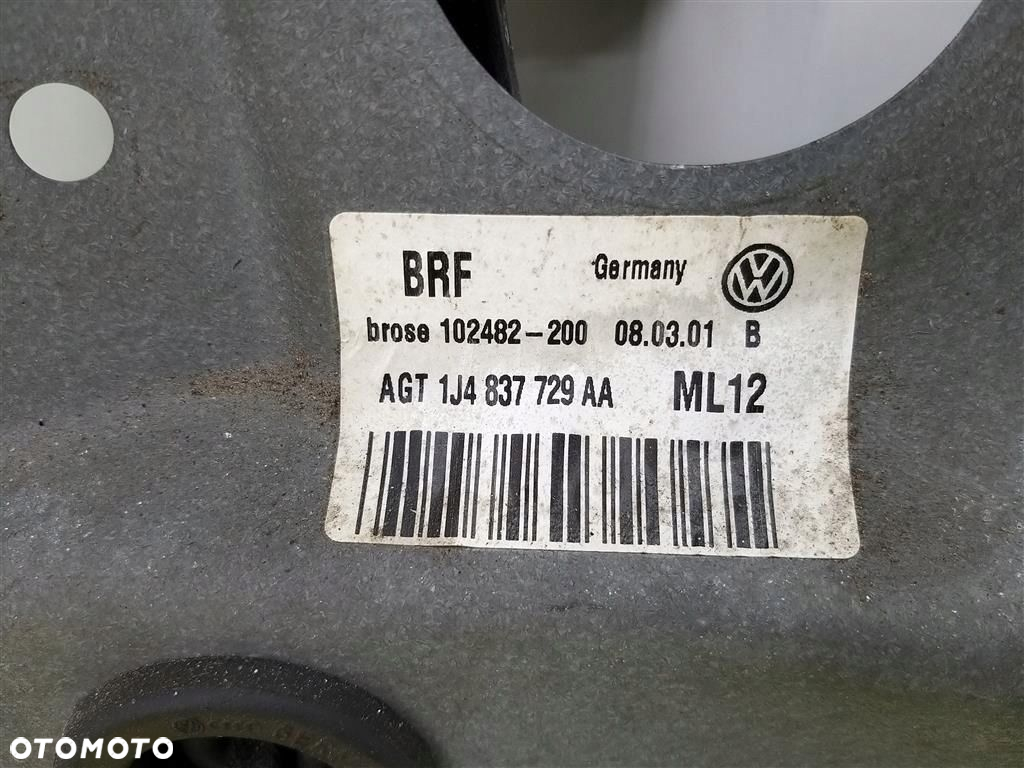 BRF Germany
brose 102482-200 08.03.01 B
AGT 1J4 837 729 AA ML12
OTOMOTO